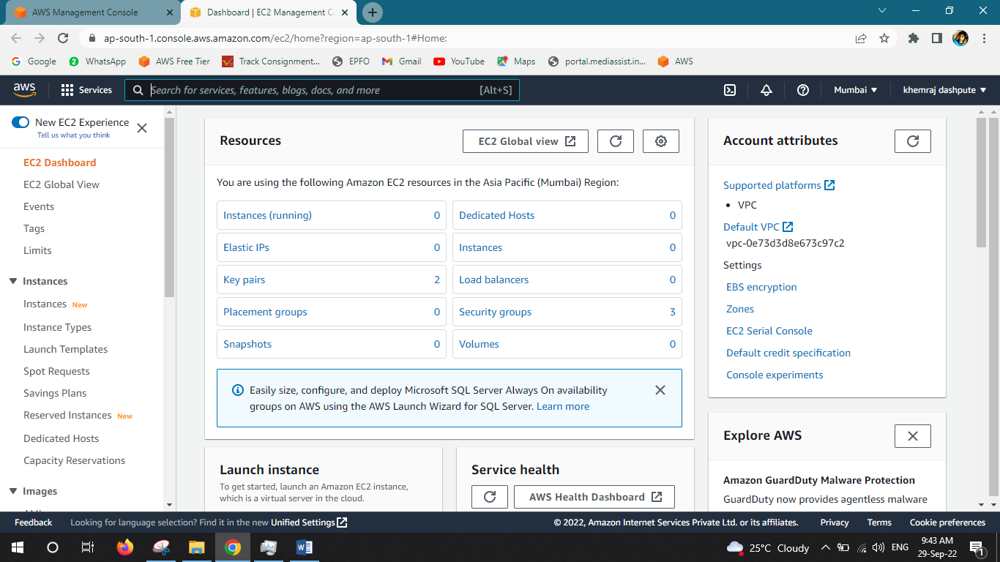 AWS Management Console
Dashboard | EC2 Management C
ap-south-1.console.aws.amazon.com/ec2/home?region=ap-south-1#Home:
Google
WhatsApp
AWS Free Tier
Track Consignment...
EPFO
Gmail
YouTube
Maps
portal.mediassist.in...
AWS
aws
Services
Search for services, features, blogs, docs, and more
[Alt+S]
Mumbai
khemraj dashpute
New EC2 Experience
Tell us what you think
EC2 Dashboard
EC2 Global View
Events
Tags
Limits
Instances
Instances New
Instance Types
Launch Templates
Spot Requests
Savings Plans
Reserved Instances New
Dedicated Hosts
Capacity Reservations
Images
Resources
EC2 Global view
You are using the following Amazon EC2 resources in the Asia Pacific (Mumbai) Region:
Instances (running) 0
Dedicated Hosts 0
Elastic IPs 0
Instances 0
Key pairs 2
Load balancers 0
Placement groups 0
Security groups 3
Snapshots 0
Volumes 0
Easily size, configure, and deploy Microsoft SQL Server Always On availability
groups on AWS using the AWS Launch Wizard for SQL Server. Learn more
Launch instance
To get started, launch an Amazon EC2 instance,
which is a virtual server in the cloud.
Service health
AWS Health Dashboard
Account attributes
Supported platforms
• VPC
Default VPC
vpc-0e73d3d8e673c97c2
Settings
EBS encryption
Zones
EC2 Serial Console
Default credit specification
Console experiments
Explore AWS
Amazon GuardDuty Malware Protection
GuardDuty now provides agentless malware
Feedback
Looking for language selection? Find it in the new Unified Settings
© 2022, Amazon Internet Services Private Ltd. or its affiliates.
Privacy
Terms
Cookie preferences
25°C Cloudy
ENG
9:43 AM
29-Sep-22
1